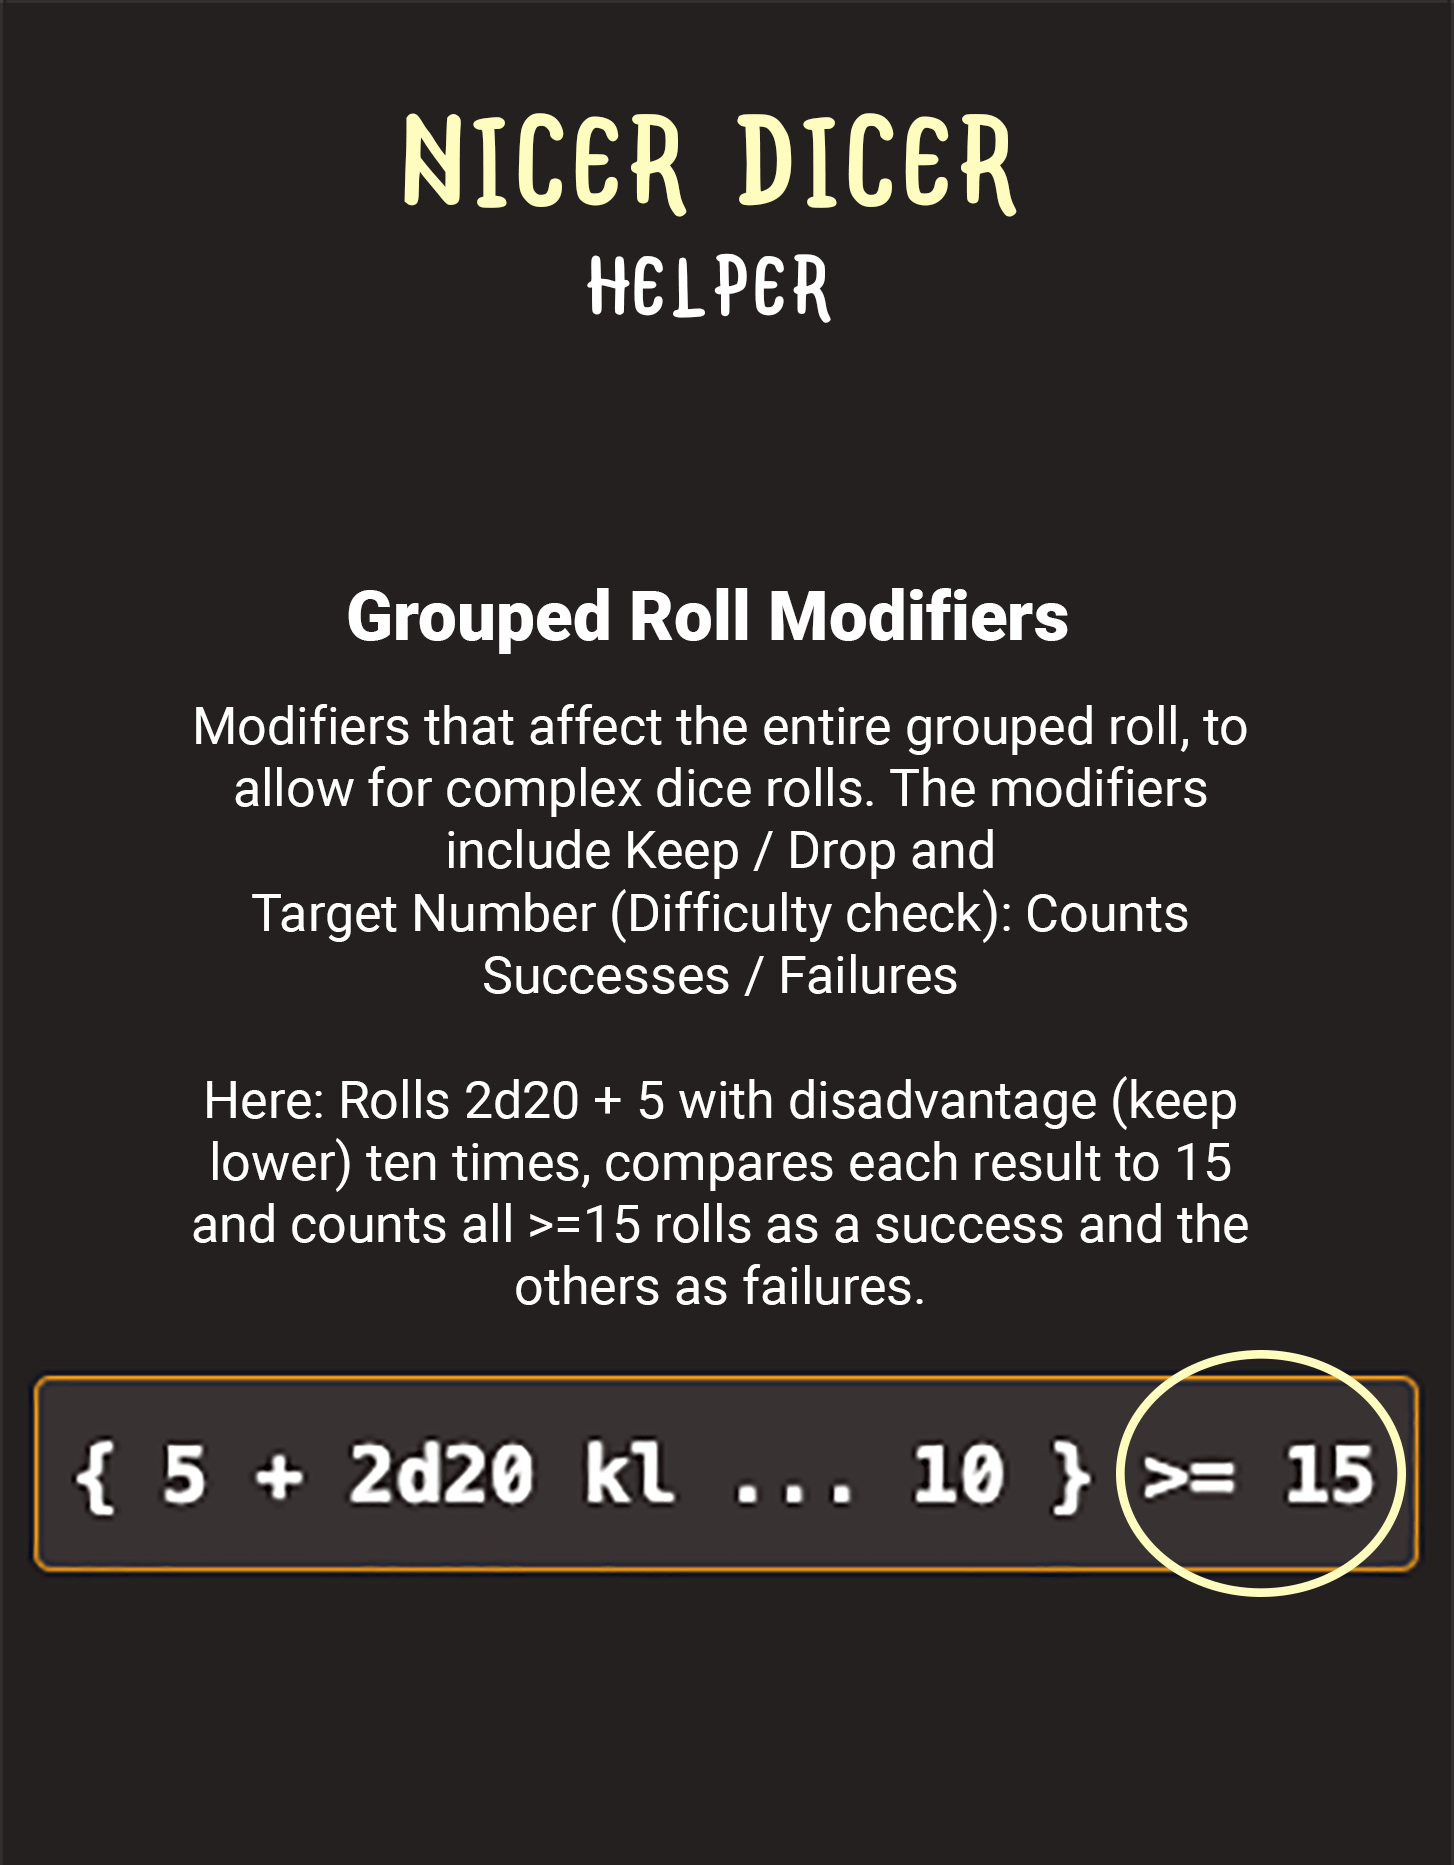 NICER DICER
HELPER
Grouped Roll Modifiers
Modifiers that affect the entire grouped roll, to
allow for complex dice rolls. The modifiers
include Keep / Drop and
Target Number (Difficulty check): Counts
Successes / Failures
Here: Rolls 2d20 + 5 with disadvantage (keep
lower) ten times, compares each result to 15
and counts all >=15 rolls as a success and the
others as failures.
{ 5 + 2d20 kl ... 10 } >= 15